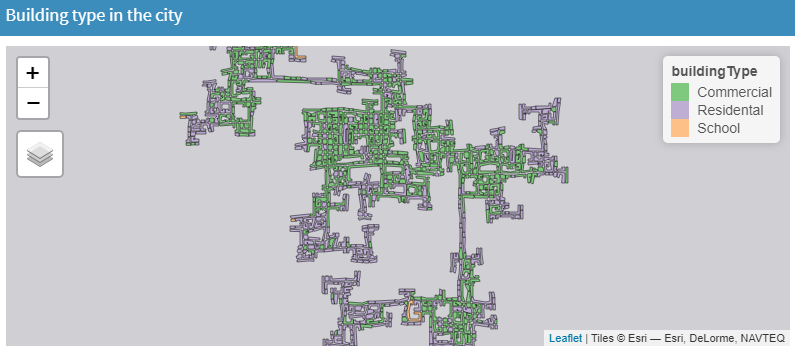 Building type in the city
+
−
buildingType
Commercial
Residental
School
Leaflet | Tiles © Esri — Esri, DeLorme, NAVTEQ